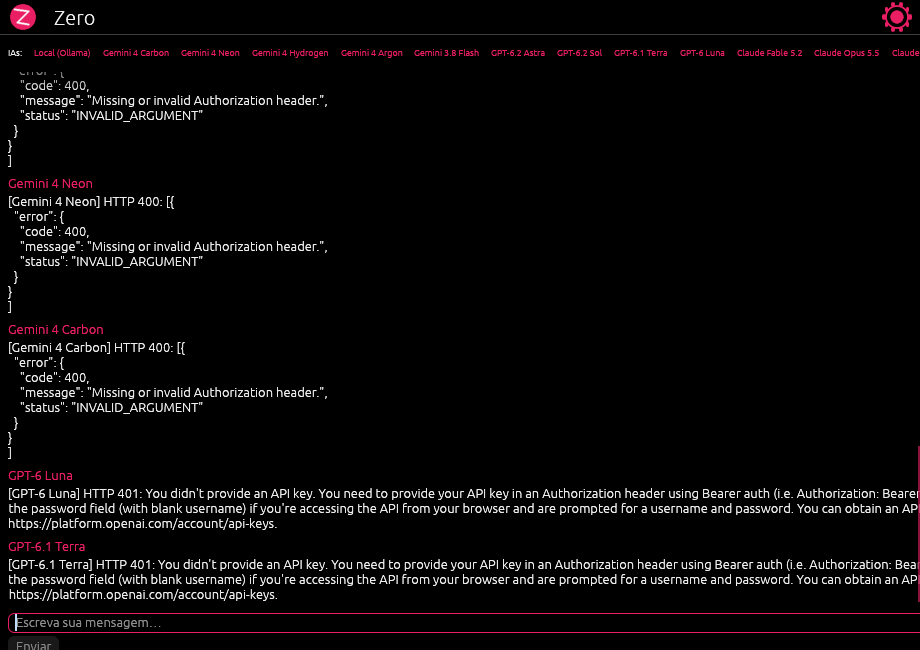 Zero
IAs: Local (Ollama) Gemini 4 Carbon Gemini 4 Neon Gemini 4 Hydrogen Gemini 4 Argon Gemini 3.8 Flash GPT-6.2 Astra GPT-6.2 Sol GPT-6.1 Terra GPT-6 Luna Claude Fable 5.2 Claude Opus 5.5 Claude
"error": {
"code": 400,
"message": "Missing or invalid Authorization header.",
"status": "INVALID_ARGUMENT"
}
}
]
Gemini 4 Neon
[Gemini 4 Neon] HTTP 400: [{
"error": {
"code": 400,
"message": "Missing or invalid Authorization header.",
"status": "INVALID_ARGUMENT"
}
}
]
Gemini 4 Carbon
[Gemini 4 Carbon] HTTP 400: [{
"error": {
"code": 400,
"message": "Missing or invalid Authorization header.",
"status": "INVALID_ARGUMENT"
}
}
]
GPT-6 Luna
[GPT-6 Luna] HTTP 401: You didn't provide an API key. You need to provide your API key in an Authorization header using Bearer auth (i.e. Authorization: Bearer
the password field (with blank username) if you're accessing the API from your browser and are prompted for a username and password. You can obtain an AP
https://platform.openai.com/account/api-keys.
GPT-6.1 Terra
[GPT-6.1 Terra] HTTP 401: You didn't provide an API key. You need to provide your API key in an Authorization header using Bearer auth (i.e. Authorization: Bear
the password field (with blank username) if you're accessing the API from your browser and are prompted for a username and password. You can obtain an AP
https://platform.openai.com/account/api-keys.
Escreva sua mensagem…
Enviar